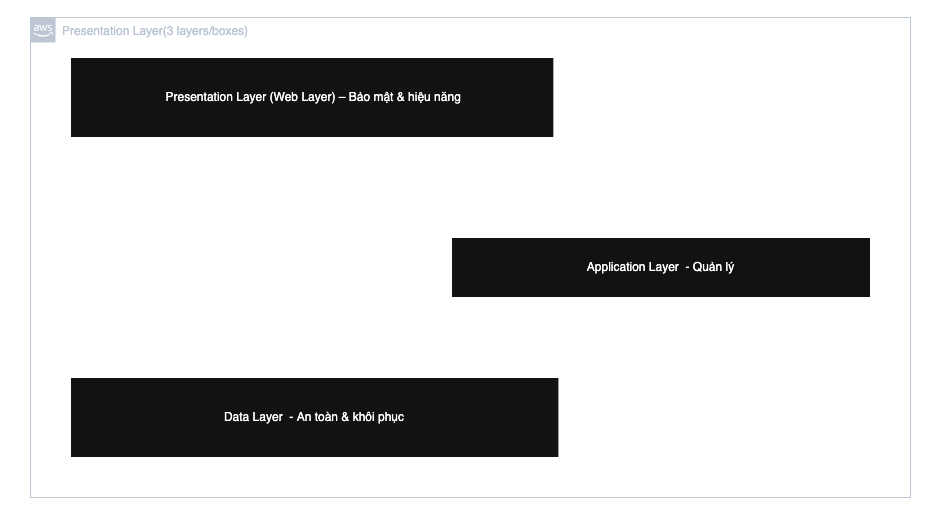 aws
Presentation Layer(3 layers/boxes)
Presentation Layer (Web Layer) – Bảo mật & hiệu năng
Application Layer  - Quản lý
Data Layer  - An toàn & khôi phục